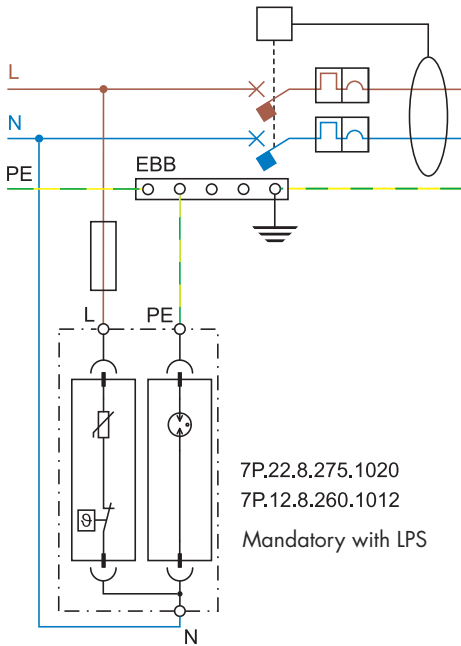 L
N
PE
EBB
L
PE
ϑ
7P.22.8.275.1020
7P.12.8.260.1012
Mandatory with LPS
N